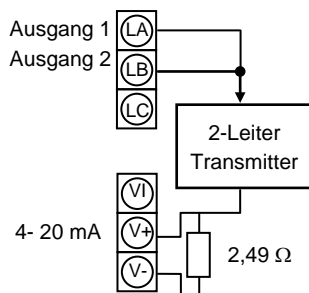 Ausgang 1 LA
Ausgang 2 LB
LC
2-Leiter
Transmitter
VI
4- 20 mA V+
2,49 Ω
V-